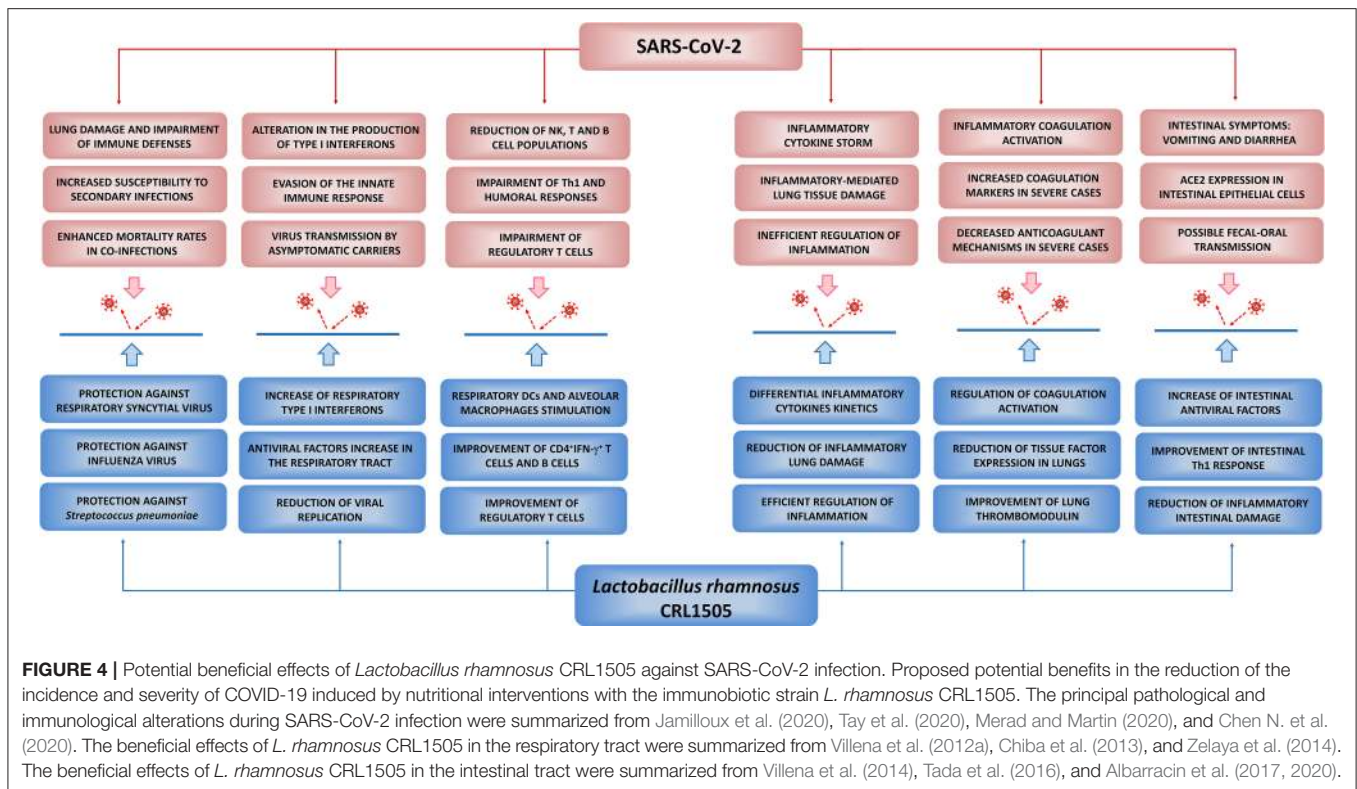 SARS-CoV-2
LUNG DAMAGE AND IMPAIRMENT
OF IMMUNE DEFENSES
INCREASED SUSCEPTIBILITY TO
SECONDARY INFECTIONS
ENHANCED MORTALITY RATES
IN CO-INFECTIONS
ALTERATION IN THE PRODUCTION
OF TYPE I INTERFERONS
EVASION OF THE INNATE
IMMUNE RESPONSE
VIRUS TRANSMISSION BY
ASYMPTOMATIC CARRIERS
REDUCTION OF NK, T AND B
CELL POPULATIONS
IMPAIRMENT OF Th1 AND
HUMORAL RESPONSES
IMPAIRMENT OF
REGULATORY T CELLS
INFLAMMATORY
CYTOKINE STORM
INFLAMMATORY-MEDIATED
LUNG TISSUE DAMAGE
INEFFICIENT REGULATION OF
INFLAMMATION
INFLAMMATORY COAGULATION
ACTIVATION
INCREASED COAGULATION
MARKERS IN SEVERE CASES
DECREASED ANTICOAGULANT
MECHANISMS IN SEVERE CASES
INTESTINAL SYMPTOMS:
VOMITING AND DIARRHEA
ACE2 EXPRESSION IN
INTESTINAL EPITHELIAL CELLS
POSSIBLE FECAL-ORAL
TRANSMISSION
PROTECTION AGAINST
RESPIRATORY SYNCYTIAL VIRUS
PROTECTION AGAINST
INFLUENZA VIRUS
PROTECTION AGAINST
Streptococcus pneumoniae
INCREASE OF RESPIRATORY
TYPE I INTERFERONS
ANTIVIRAL FACTORS INCREASE IN
THE RESPIRATORY TRACT
REDUCTION OF VIRAL
REPLICATION
RESPIRATORY DCs AND ALVEOLAR
MACROPHAGES STIMULATION
IMPROVEMENT OF CD4⁺IFN-γ⁺ T
CELLS AND B CELLS
IMPROVEMENT OF
REGULATORY T CELLS
DIFFERENTIAL INFLAMMATORY
CYTOKINES KINETICS
REDUCTION OF INFLAMMATORY
LUNG DAMAGE
EFFICIENT REGULATION OF
INFLAMMATION
REGULATION OF COAGULATION
ACTIVATION
REDUCTION OF TISSUE FACTOR
EXPRESSION IN LUNGS
IMPROVEMENT OF LUNG
THROMBOMODULIN
INCREASE OF INTESTINAL
ANTIVIRAL FACTORS
IMPROVEMENT OF INTESTINAL
Th1 RESPONSE
REDUCTION OF INFLAMMATORY
INTESTINAL DAMAGE
Lactobacillus rhamnosus
CRL1505
FIGURE 4 | Potential beneficial effects of Lactobacillus rhamnosus CRL1505 against SARS-CoV-2 infection. Proposed potential benefits in the reduction of the
incidence and severity of COVID-19 induced by nutritional interventions with the immunobiotic strain L. rhamnosus CRL1505. The principal pathological and
immunological alterations during SARS-CoV-2 infection were summarized from Jamilloux et al. (2020), Tay et al. (2020), Merad and Martin (2020), and Chen N. et al.
(2020). The beneficial effects of L. rhamnosus CRL1505 in the respiratory tract were summarized from Villena et al. (2012a), Chiba et al. (2013), and Zelaya et al. (2014).
The beneficial effects of L. rhamnosus CRL1505 in the intestinal tract were summarized from Villena et al. (2014), Tada et al. (2016), and Albarracin et al. (2017, 2020).